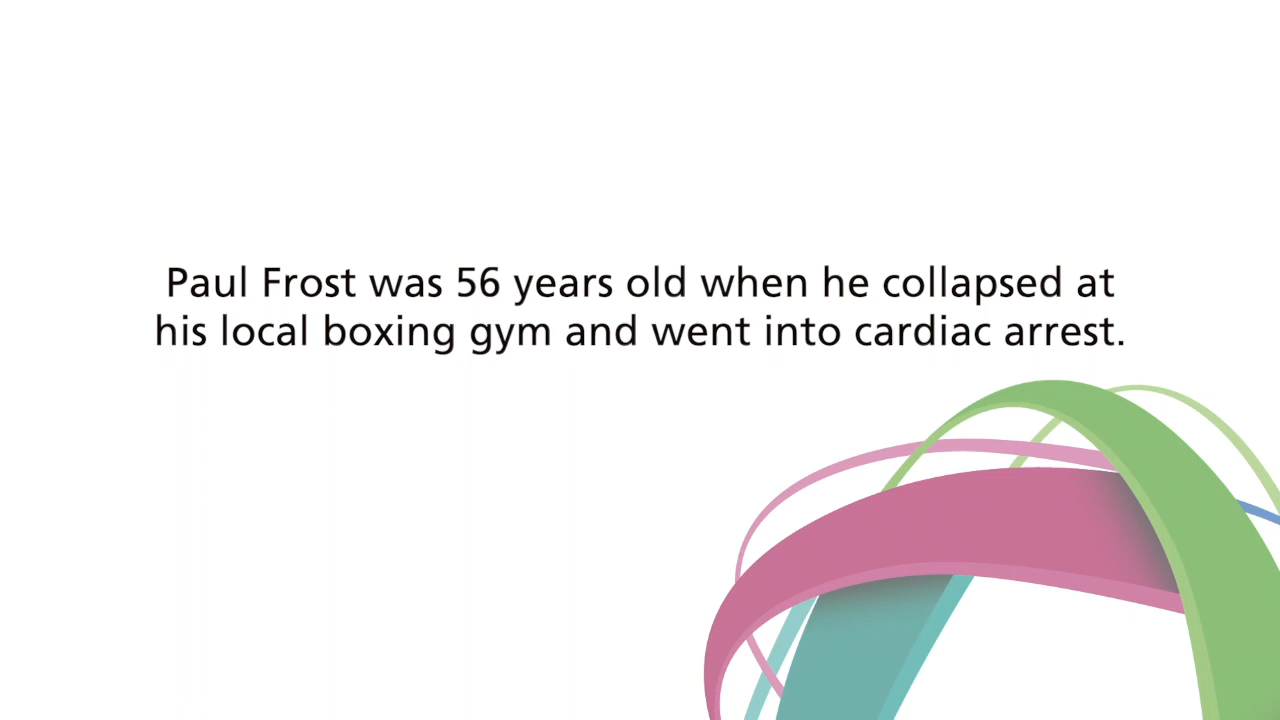 Paul Frost was 56 years old when he collapsed at
his local boxing gym and went into cardiac arrest.